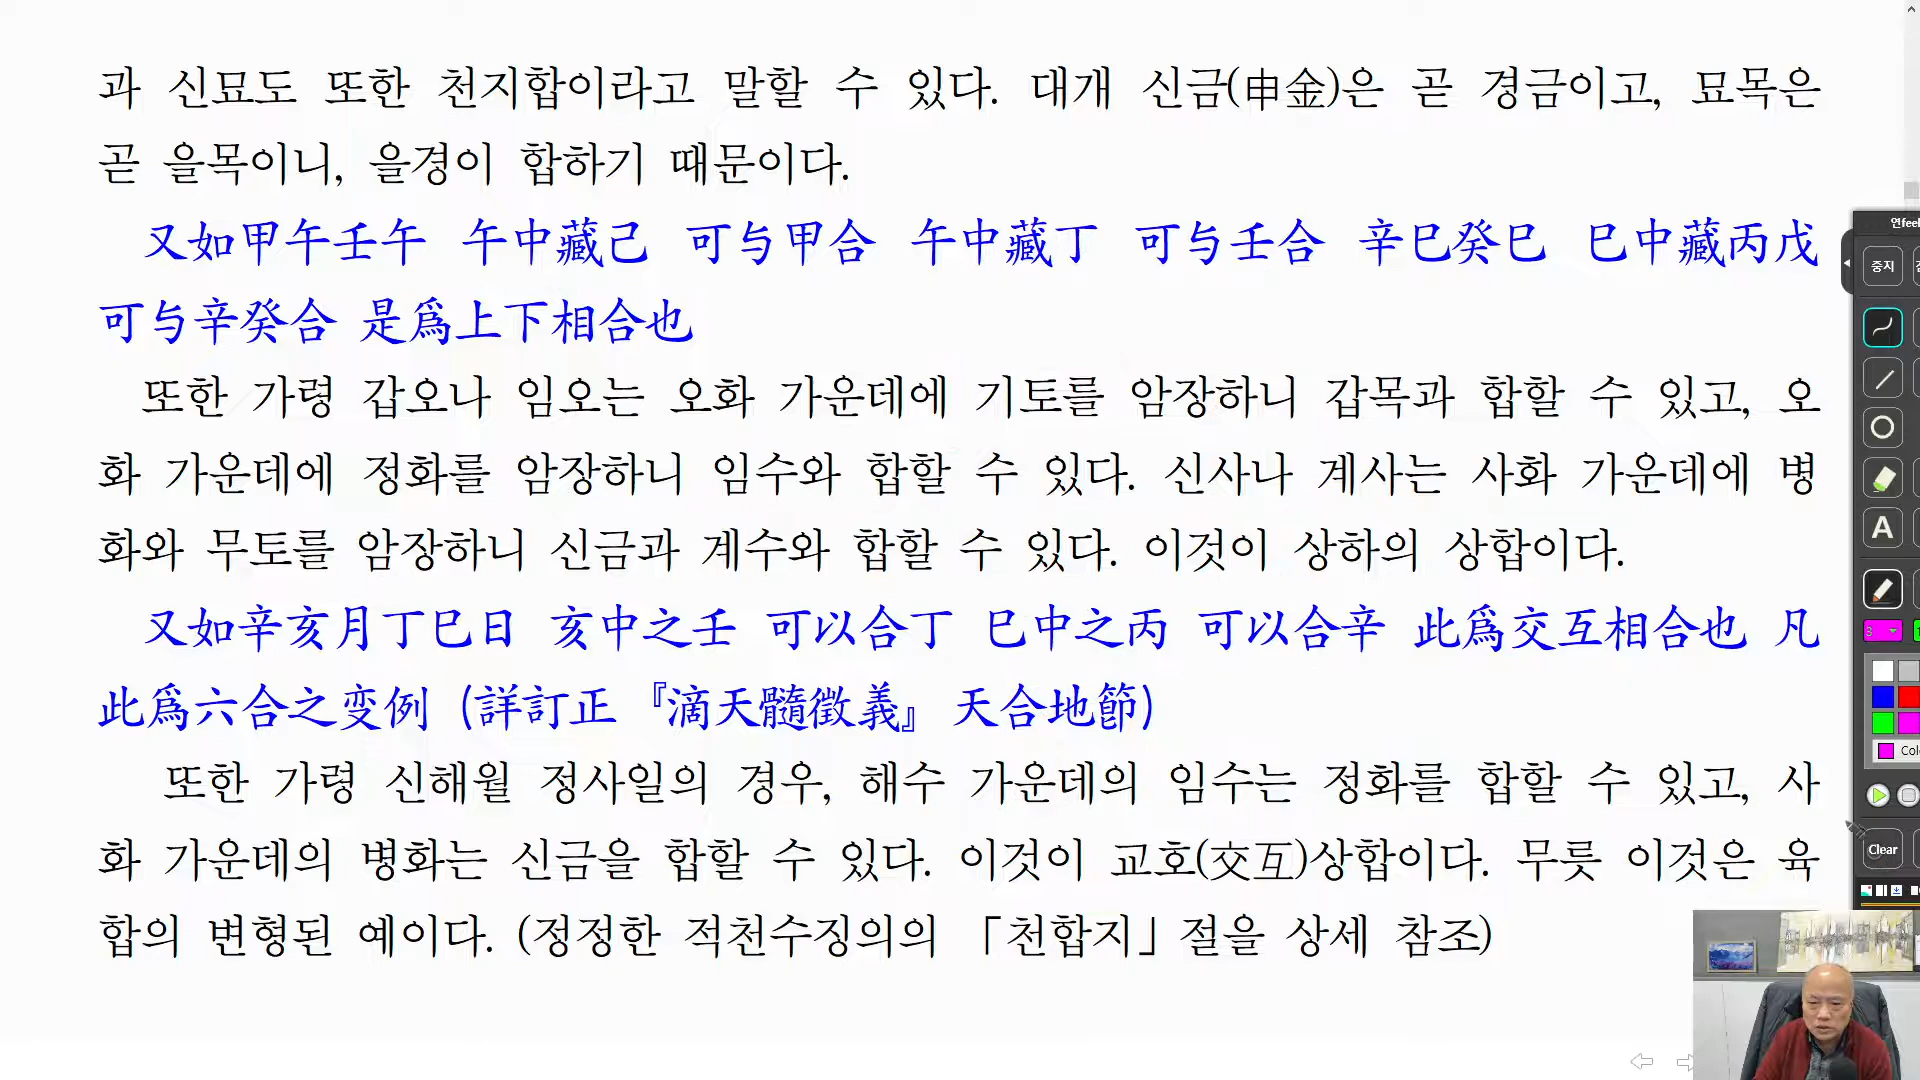 과 신묘도 또한 천지합이라고 말할 수 있다. 대개 신금(申金)은 곧 경금이고, 묘목은
곧 을목이니, 을경이 합하기 때문이다.
又如甲午壬午 午中藏己 可与甲合 午中藏丁 可与壬合 辛巳癸巳 巳中藏丙戊
可与辛癸合 是爲上下相合也
또한 가령 갑오나 임오는 오화 가운데에 기토를 암장하니 갑목과 합할 수 있고, 오
화 가운데에 정화를 암장하니 임수와 합할 수 있다. 신사나 계사는 사화 가운데에 병
화와 무토를 암장하니 신금과 계수와 합할 수 있다. 이것이 상하의 상합이다.
又如辛亥月丁巳日 亥中之壬 可以合丁 巳中之丙 可以合辛 此爲交互相合也 凡
此爲六合之变例 (詳訂正『滴天髓徵義』 天合地節)
또한 가령 신해월 정사일의 경우, 해수 가운데의 임수는 정화를 합할 수 있고, 사
화 가운데의 병화는 신금을 합할 수 있다. 이것이 교호(交互)상합이다. 무릇 이것은 육
합의 변형된 예이다. (정정한 적천수징의의 「천합지」절을 상세 참조)
연feel
중지
A
3
Col
Clear